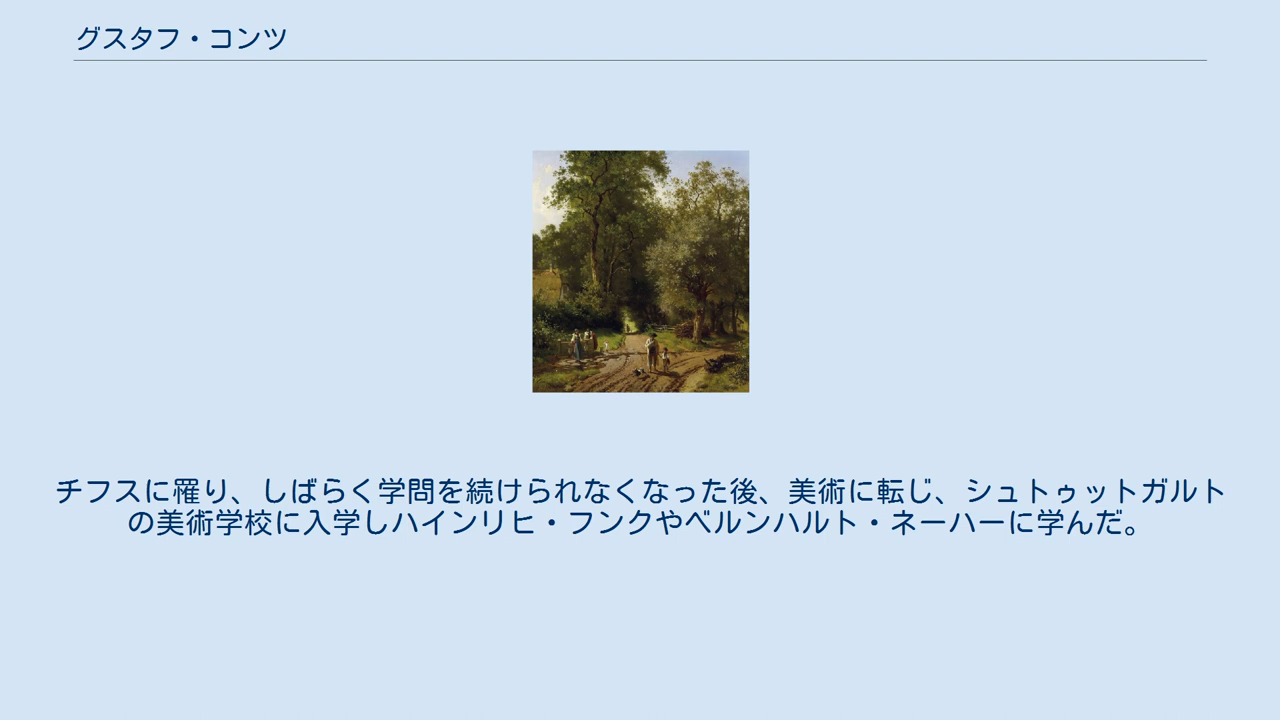 グスタフ・コンツ
チフスに罹り、しばらく学問を続けられなくなった後、美術に転じ、シュトゥットガルト
の美術学校に入学しハインリヒ・フンクやベルンハルト・ネーハーに学んだ。